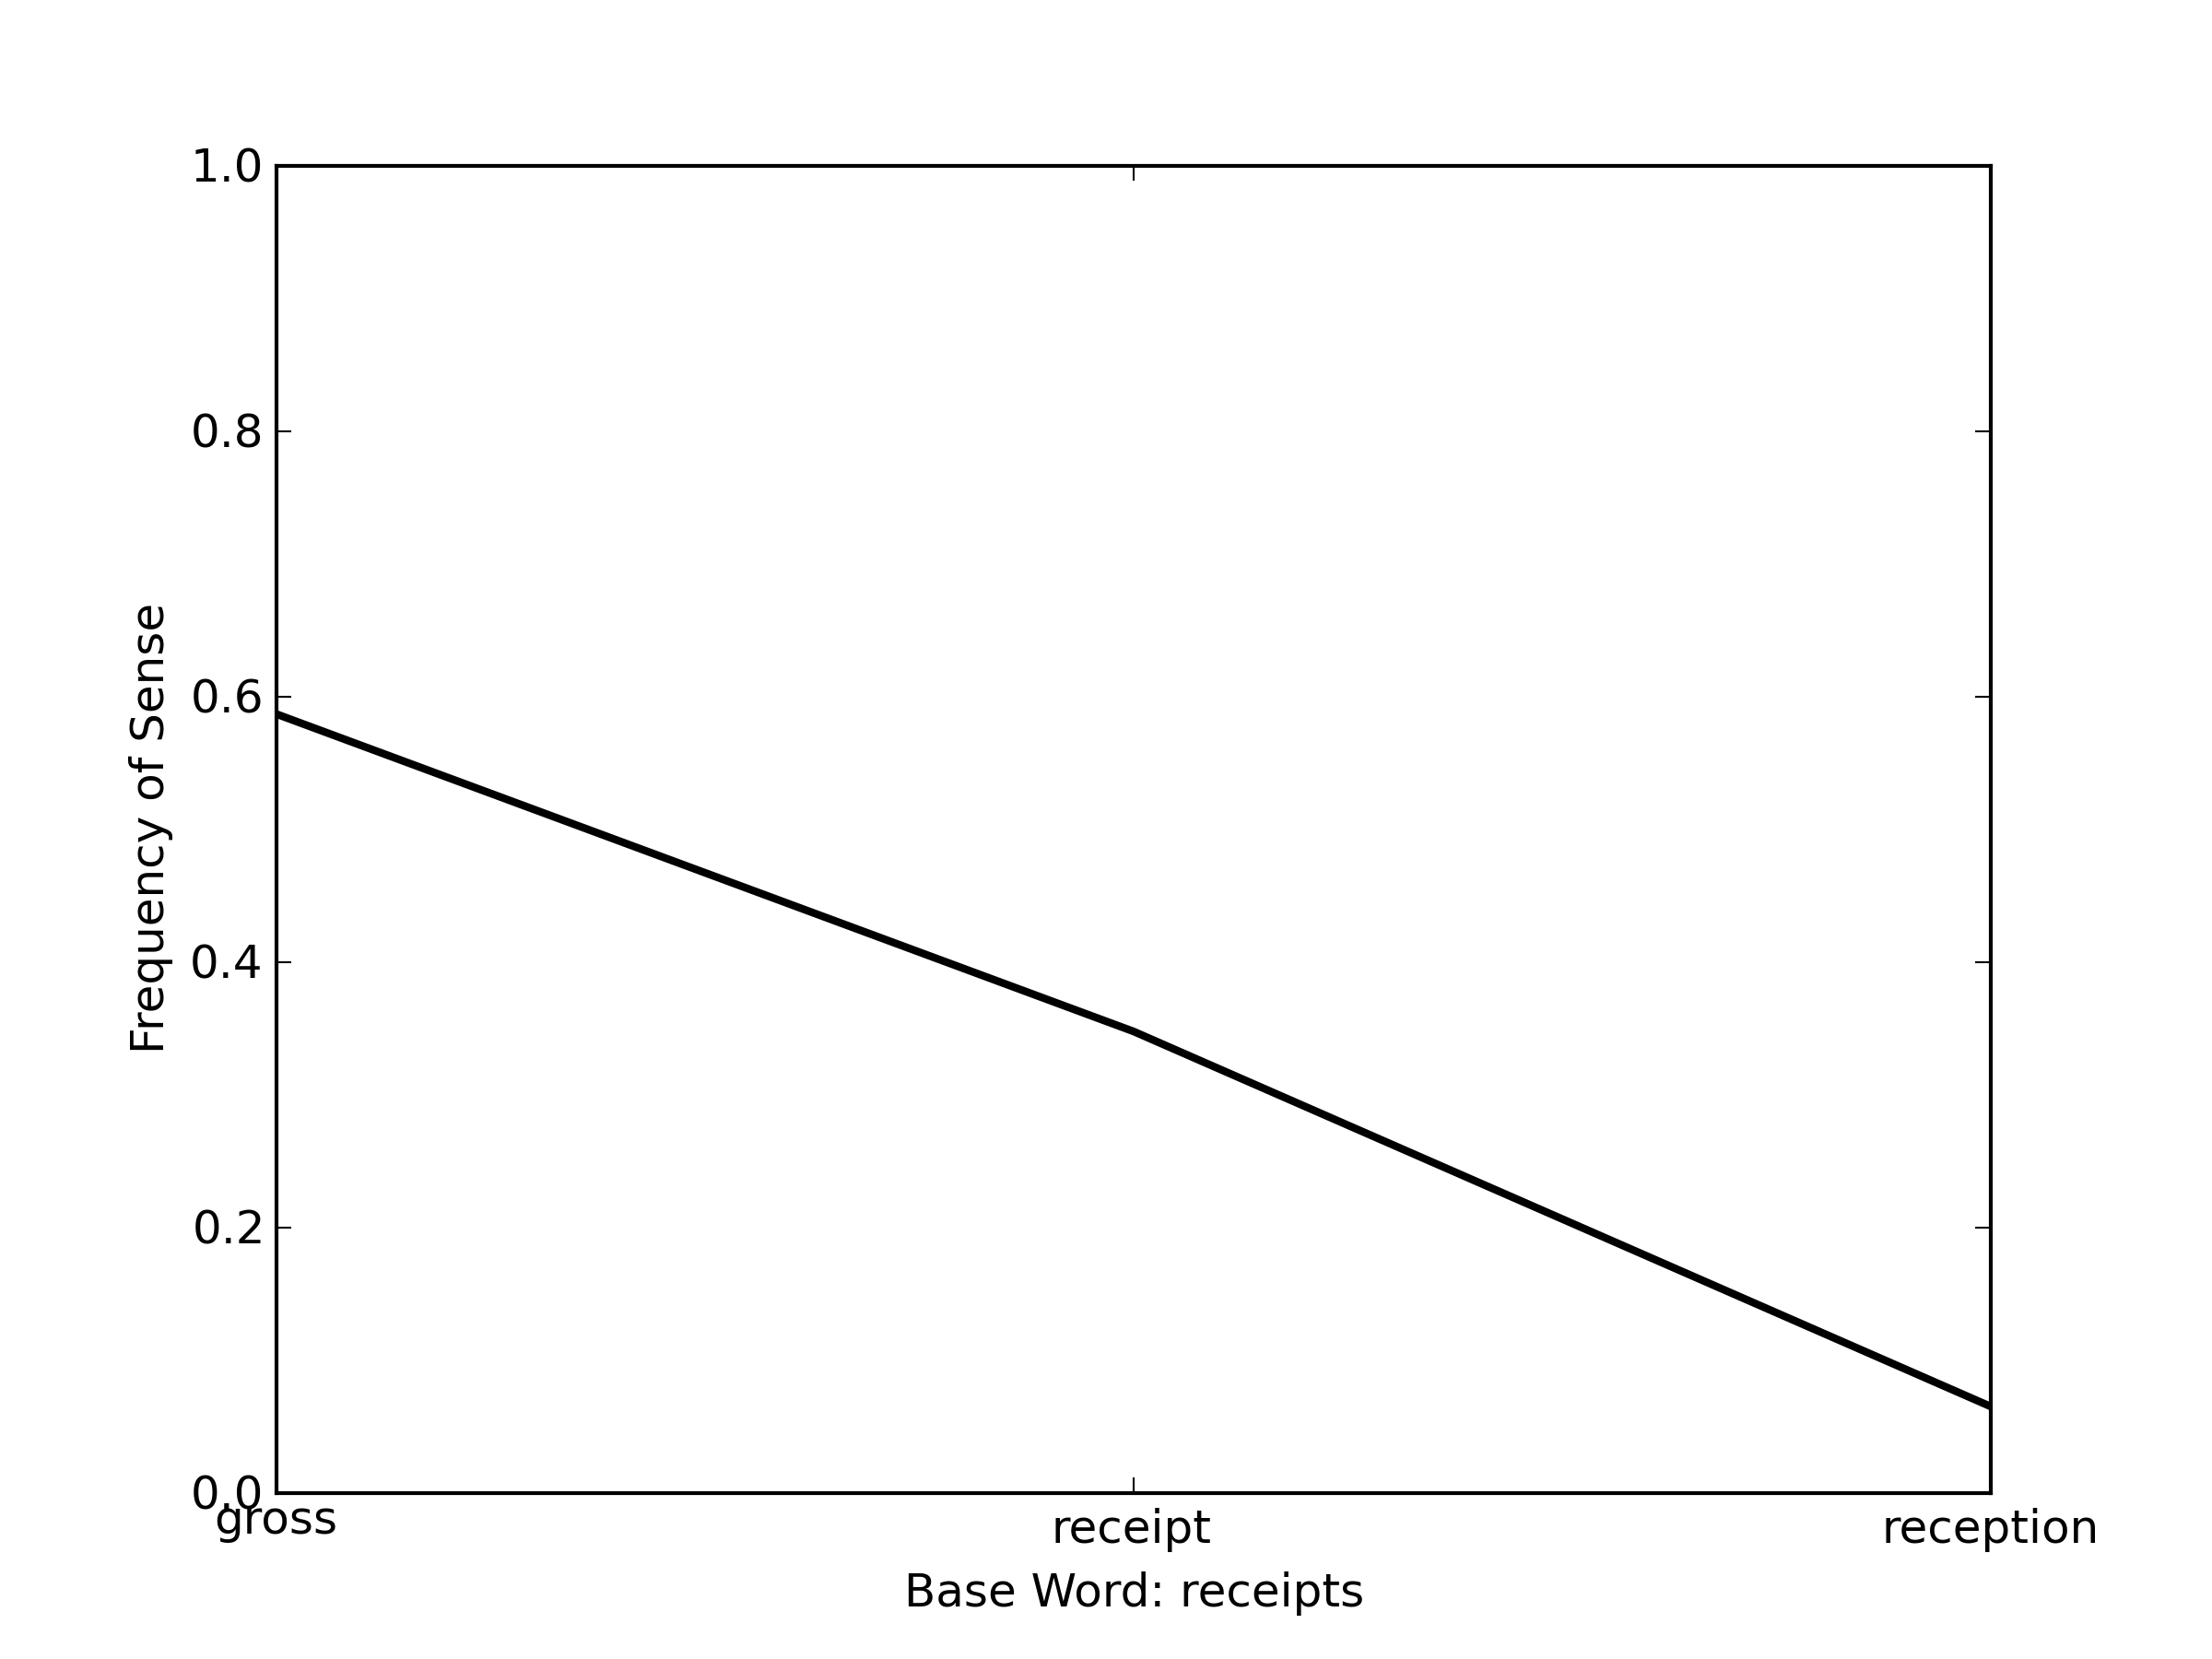 1.0
0.8
0.6
0.4
0.2
0.0
Frequency of Sense
gross
receipt
reception
Base Word: receipts